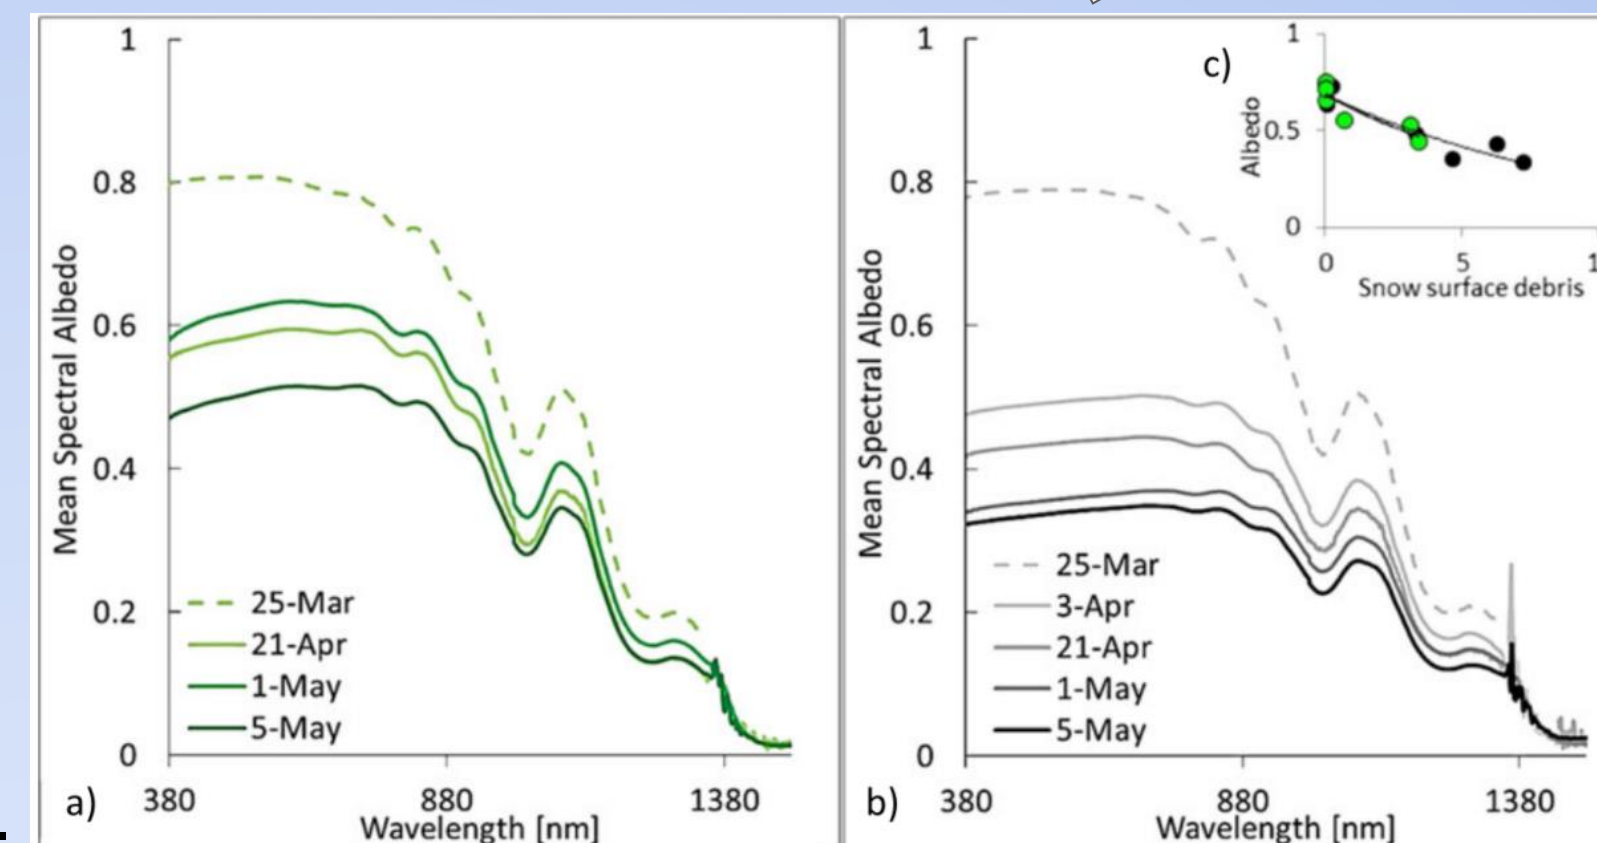 1
0.8
0.6
0.4
0.2
0
Mean Spectral Albedo
25-Mar
21-Apr
1-May
5-May
380
880
1380
Wavelength [nm]
a)
1
0.8
0.6
0.4
0.2
0
Mean Spectral Albedo
25-Mar
3-Apr
21-Apr
1-May
5-May
380
880
1380
Wavelength [nm]
b)
c)
1
0.5
0
Albedo
0
5
Snow surface debris